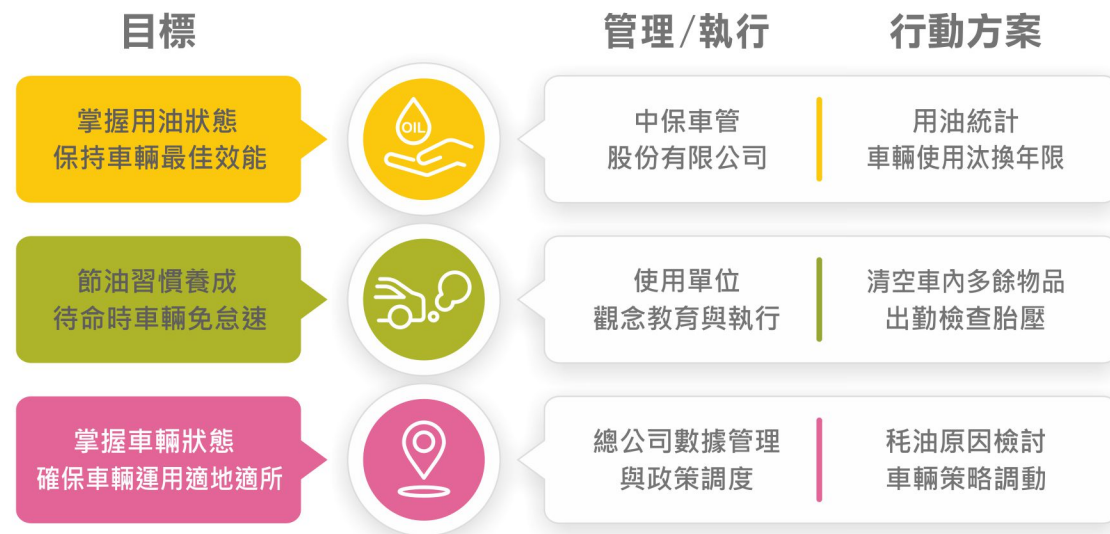 目標
管理/執行
行動方案
掌握用油狀態
保持車輛最佳效能
OIL
中保車管
股份有限公司
用油統計
車輛使用汰換年限
節油習慣養成
待命時車輛免怠速
使用單位
觀念教育與執行
清空車內多餘物品
出勤檢查胎壓
掌握車輛狀態
確保車輛運用適地適所
總公司數據管理
與政策調度
秏油原因檢討
車輛策略調動